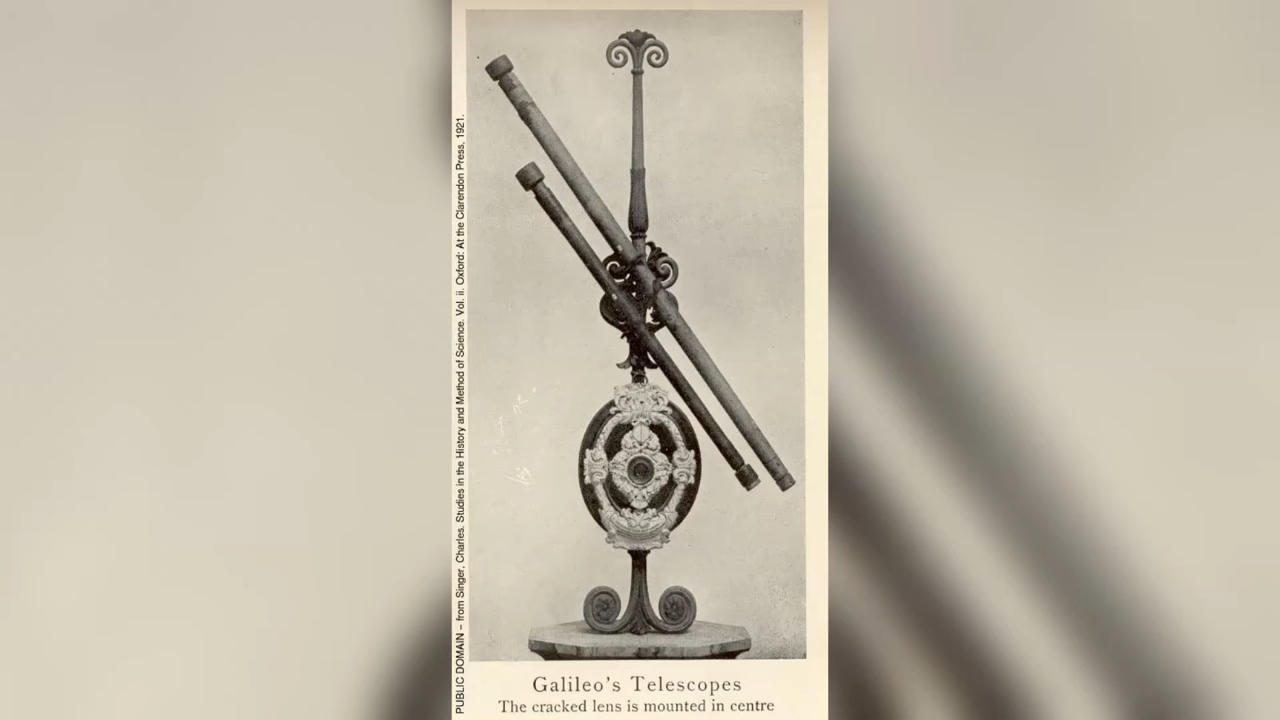 PUBLIC DOMAIN – from Singer, Charles. Studies in the History and Method of Science. Vol. ii. Oxford: At the Clarendon Press, 1921.
Galileo's Telescopes
The cracked lens is mounted in centre